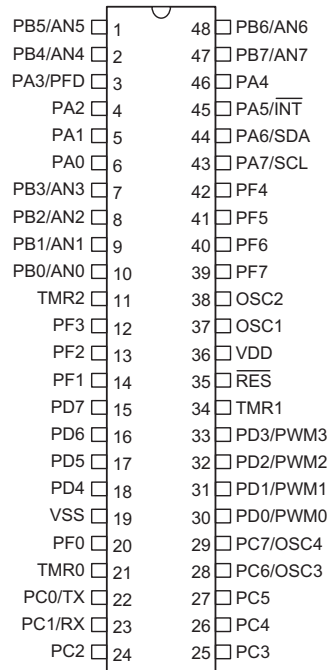 PB5/AN5 1 48 PB6/AN6
PB4/AN4 2 47 PB7/AN7
PA3/PFD 3 46 PA4
PA2 4 45 PA5/INT
PA1 5 44 PA6/SDA
PA0 6 43 PA7/SCL
PB3/AN3 7 42 PF4
PB2/AN2 8 41 PF5
PB1/AN1 9 40 PF6
PB0/AN0 10 39 PF7
TMR2 11 38 OSC2
PF3 12 37 OSC1
PF2 13 36 VDD
PF1 14 35 RES
PD7 15 34 TMR1
PD6 16 33 PD3/PWM3
PD5 17 32 PD2/PWM2
PD4 18 31 PD1/PWM1
VSS 19 30 PD0/PWM0
PF0 20 29 PC7/OSC4
TMR0 21 28 PC6/OSC3
PC0/TX 22 27 PC5
PC1/RX 23 26 PC4
PC2 24 25 PC3